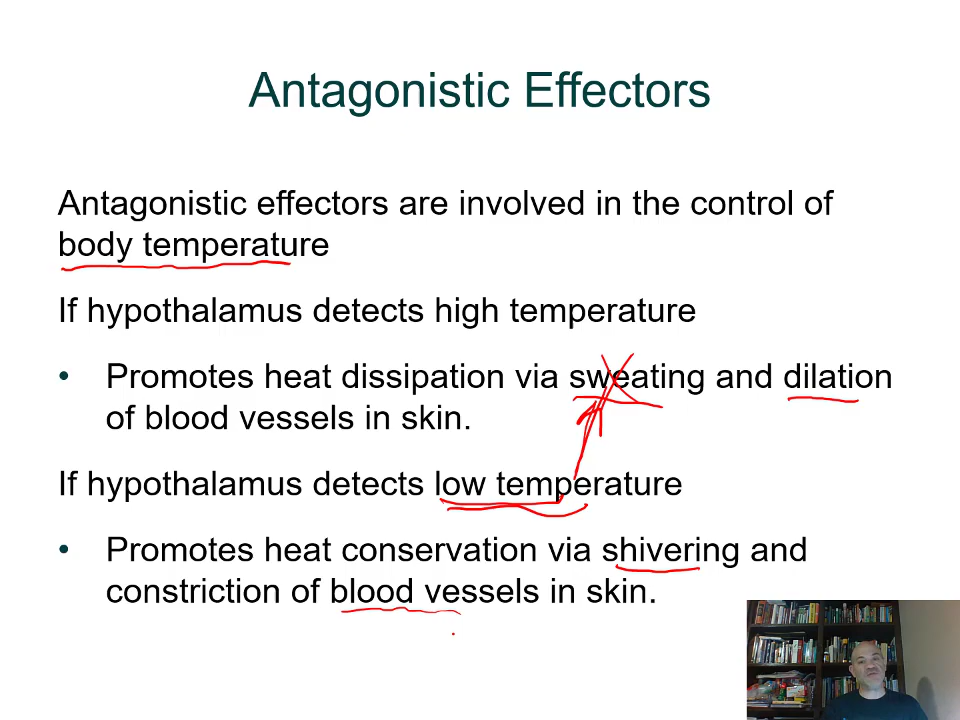 Antagonistic Effectors
Antagonistic effectors are involved in the control of
body temperature
If hypothalamus detects high temperature
• Promotes heat dissipation via sweating and dilation
of blood vessels in skin.
If hypothalamus detects low temperature
• Promotes heat conservation via shivering and
constriction of blood vessels in skin.